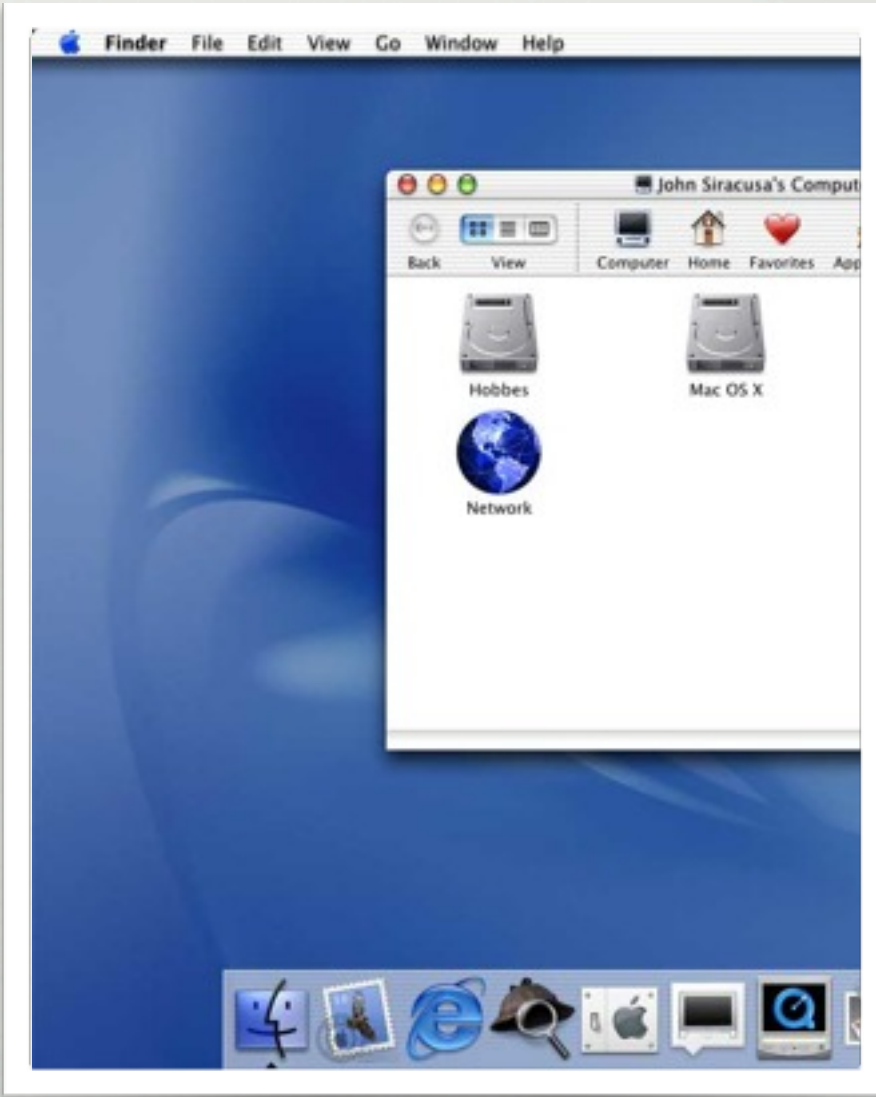 Finder File Edit View Go Window Help
John Siracusa's Comput
Back View Computer Home Favorites App
Hobbes Mac OS X
Network